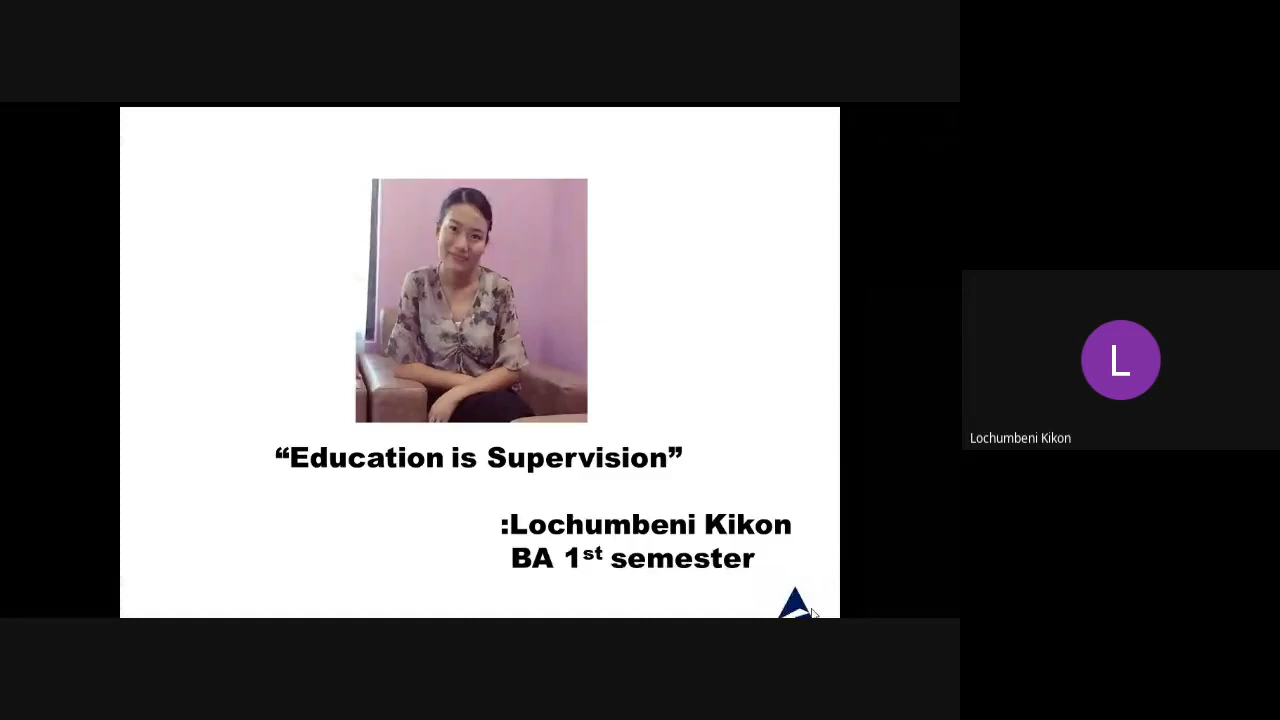 “Education is Supervision”
:Lochumbeni Kikon
BA 1st semester
L
Lochumbeni Kikon